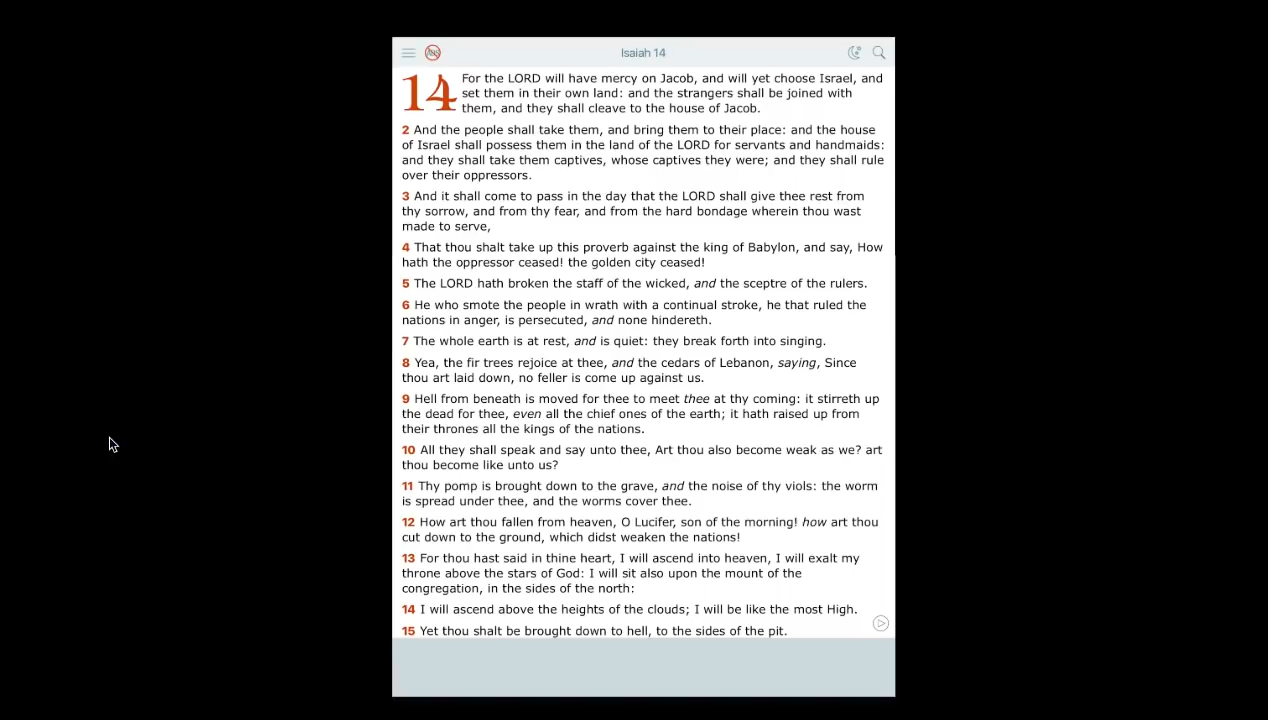 Isaiah 14
14 For the LORD will have mercy on Jacob, and will yet choose Israel, and
set them in their own land: and the strangers shall be joined with
them, and they shall cleave to the house of Jacob.
2 And the people shall take them, and bring them to their place: and the house
of Israel shall possess them in the land of the LORD for servants and handmaids:
and they shall take them captives, whose captives they were; and they shall rule
over their oppressors.
3 And it shall come to pass in the day that the LORD shall give thee rest from
thy sorrow, and from thy fear, and from the hard bondage wherein thou wast
made to serve,
4 That thou shalt take up this proverb against the king of Babylon, and say, How
hath the oppressor ceased! the golden city ceased!
5 The LORD hath broken the staff of the wicked, and the sceptre of the rulers.
6 He who smote the people in wrath with a continual stroke, he that ruled the
nations in anger, is persecuted, and none hindereth.
7 The whole earth is at rest, and is quiet: they break forth into singing.
8 Yea, the fir trees rejoice at thee, and the cedars of Lebanon, saying, Since
thou art laid down, no feller is come up against us.
9 Hell from beneath is moved for thee to meet thee at thy coming: it stirreth up
the dead for thee, even all the chief ones of the earth; it hath raised up from
their thrones all the kings of the nations.
10 All they shall speak and say unto thee, Art thou also become weak as we? art
thou become like unto us?
11 Thy pomp is brought down to the grave, and the noise of thy viols: the worm
is spread under thee, and the worms cover thee.
12 How art thou fallen from heaven, O Lucifer, son of the morning! how art thou
cut down to the ground, which didst weaken the nations!
13 For thou hast said in thine heart, I will ascend into heaven, I will exalt my
throne above the stars of God: I will sit also upon the mount of the
congregation, in the sides of the north:
14 I will ascend above the heights of the clouds; I will be like the most High.
15 Yet thou shalt be brought down to hell, to the sides of the pit.